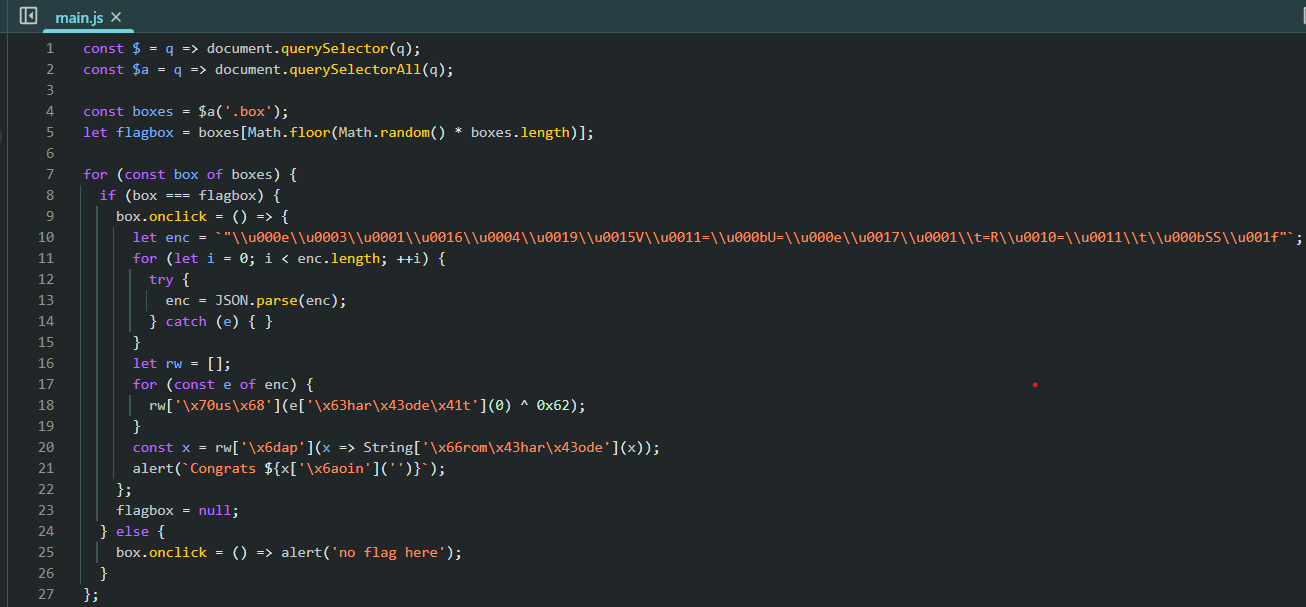 main.js ×
1 const $ = q => document.querySelector(q);
2 const $a = q => document.querySelectorAll(q);
3
4 const boxes = $a('.box');
5 let flagbox = boxes[Math.floor(Math.random() * boxes.length)];
6
7 for (const box of boxes) {
8   if (box === flagbox) {
9     box.onclick = () => {
10       let enc = `"\\u000e\\u0003\\u0001\\u0016\\u0004\\u0019\\u0015V\\u0011=\\u000bU=\\u000e\\u0017\\u0001\\t=R\\u0010=\\u0011\\t\\u000bSS\\u001f"`;
11       for (let i = 0; i < enc.length; ++i) {
12         try {
13           enc = JSON.parse(enc);
14         } catch (e) { }
15       }
16       let rw = [];
17       for (const e of enc) {
18         rw['\x70us\x68'](e['\x63har\x43ode\x41t'](0) ^ 0x62);
19       }
20       const x = rw['\x6dap'](x => String['\x66rom\x43har\x43ode'](x));
21       alert(`Congrats ${x['\x6aoin']('')}`);
22     };
23     flagbox = null;
24   } else {
25     box.onclick = () => alert('no flag here');
26   }
27 };